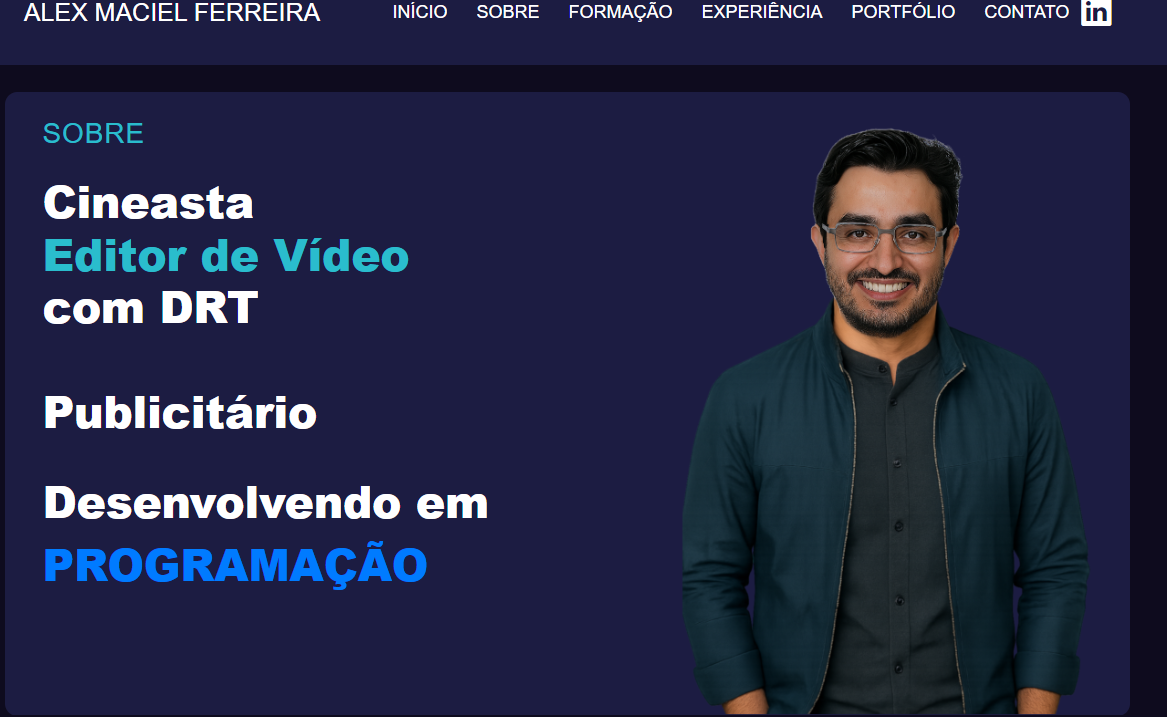 ALEX MACIEL FERREIRA
INÍCIO SOBRE FORMAÇÃO EXPERIÊNCIA PORTFÓLIO CONTATO in
SOBRE
Cineasta
Editor de Vídeo
com DRT
Publicitário
Desenvolvendo em
PROGRAMAÇÃO